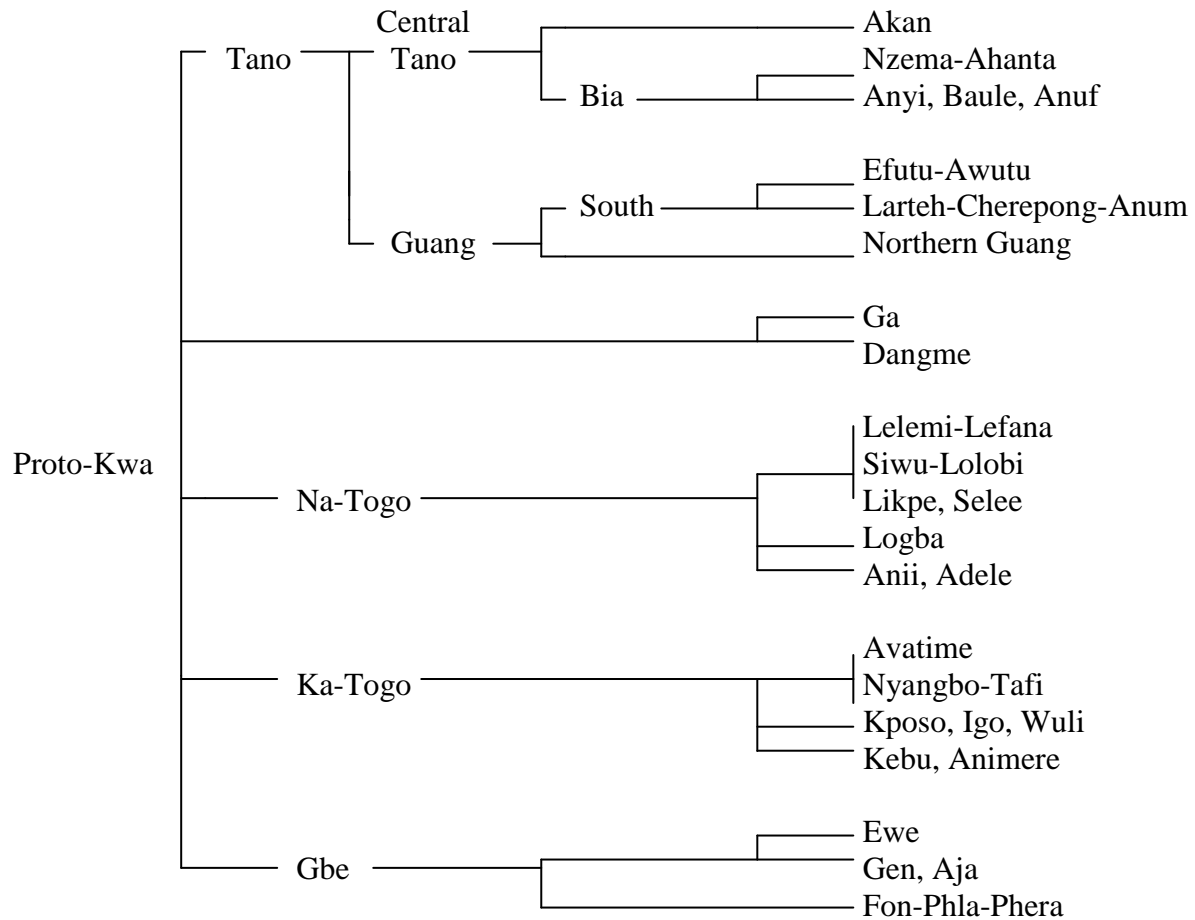 Central
Akan
Tano
Tano
Nzema-Ahanta
Bia
Anyi, Baule, Anuf
Efutu-Awutu
South
Larteh-Cherepong-Anum
Guang
Northern Guang
Ga
Dangme
Lelemi-Lefana
Proto-Kwa
Siwu-Lolobi
Na-Togo
Likpe, Selee
Logba
Anii, Adele
Avatime
Ka-Togo
Nyangbo-Tafi
Kposo, Igo, Wuli
Kebu, Animere
Ewe
Gbe
Gen, Aja
Fon-Phla-Phera